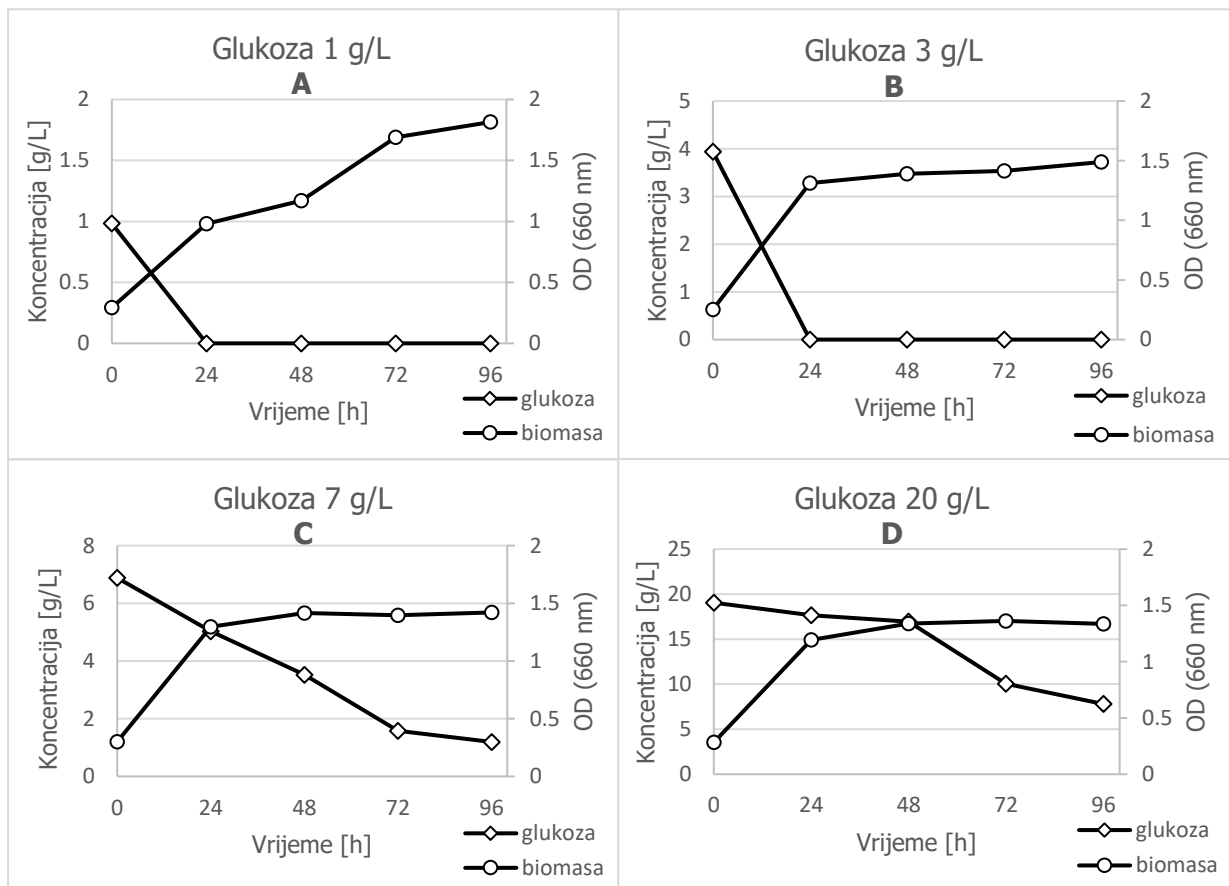 Glukoza 1 g/L
A
Koncentracija [g/L]
2
1.5
1
0.5
0
OD (660 nm)
2
1.5
1
0.5
0
0 24 48 72 96
Vrijeme [h]
glukoza
biomasa
Glukoza 3 g/L
B
Koncentracija [g/L]
5
4
3
2
1
0
OD (660 nm)
2
1.5
1
0.5
0
0 24 48 72 96
Vrijeme [h]
glukoza
biomasa
Glukoza 7 g/L
C
Koncentracija [g/L]
8
6
4
2
0
OD (660 nm)
2
1.5
1
0.5
0
0 24 48 72 96
Vrijeme [h]
glukoza
biomasa
Glukoza 20 g/L
D
Koncentracija [g/L]
25
20
15
10
5
0
OD (660 nm)
2
1.5
1
0.5
0
0 24 48 72 96
Vrijeme [h]
glukoza
biomasa